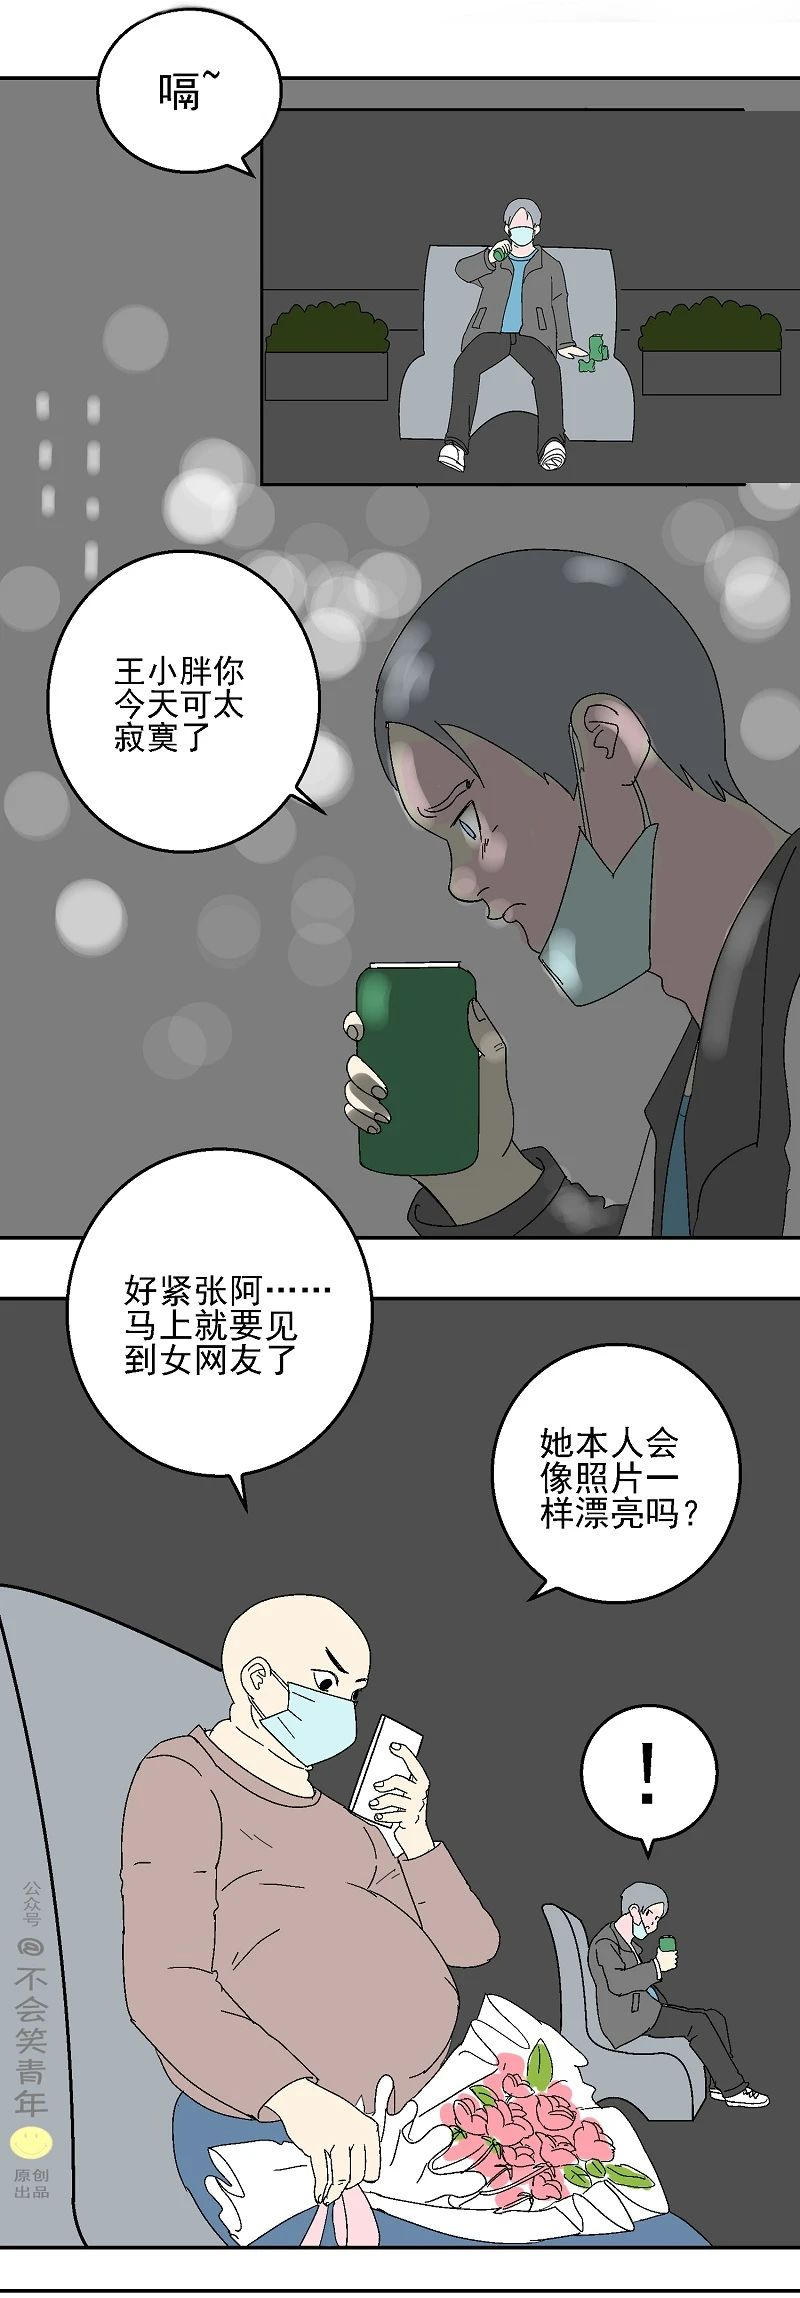 嗝~
王小胖你
今天可太
寂寞了
好紧张阿……
马上就要见
到女网友了
她本人会
像照片一
样漂亮吗？
！
公众号
不会笑青年
原创
出品